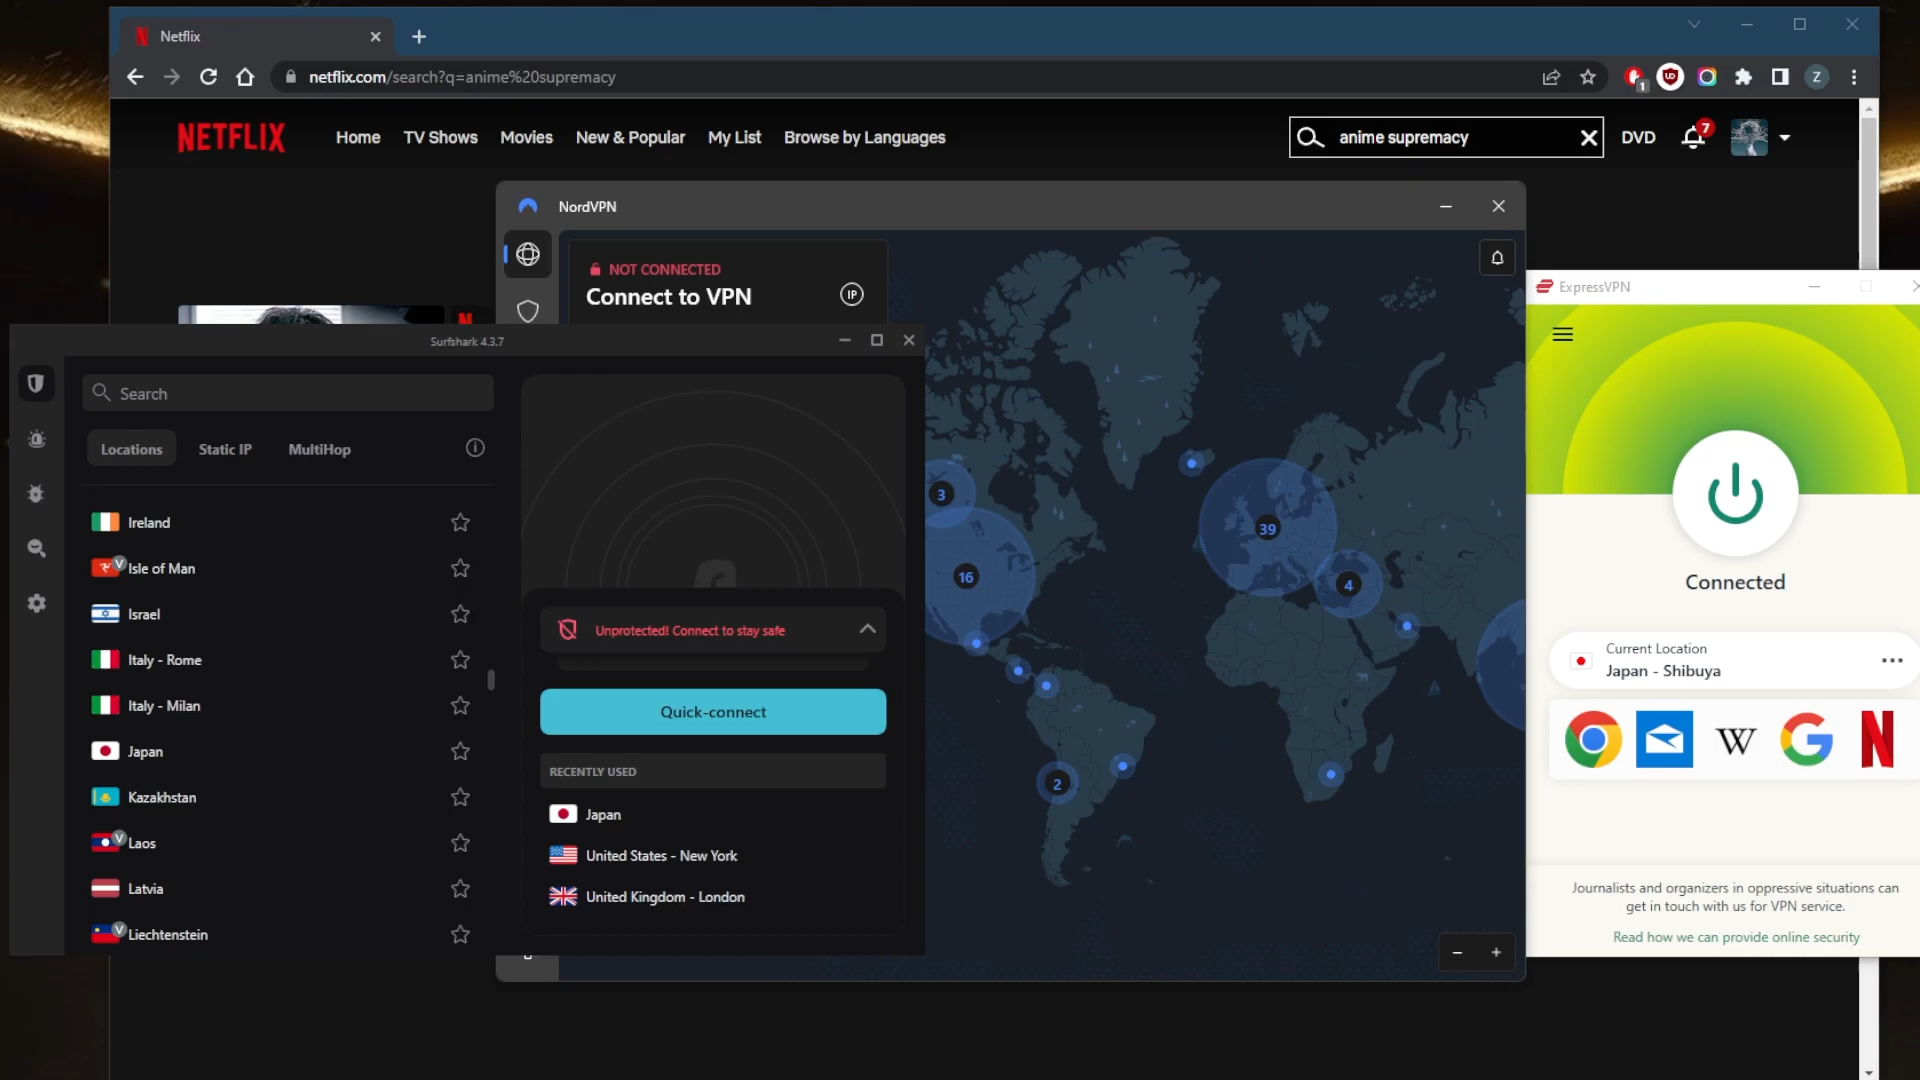 Netflix
netflix.com/search?q=anime%20supremacy
1
Z
NETFLIX
Home
TV Shows
Movies
New & Popular
My List
Browse by Languages
anime supremacy
DVD
7
NordVPN
NOT CONNECTED
Connect to VPN
IP
3
16
39
4
2
Surfshark 4.3.7
Search
Locations
Static IP
MultiHop
Ireland
V
Isle of Man
Israel
Italy - Rome
Italy - Milan
Japan
Kazakhstan
V
Laos
Latvia
V
Liechtenstein
Unprotected! Connect to stay safe
Quick-connect
RECENTLY USED
Japan
United States - New York
United Kingdom - London
ExpressVPN
Connected
Current Location
Japan - Shibuya
W
G
N
Journalists and organizers in oppressive situations can
get in touch with us for VPN service.
Read how we can provide online security